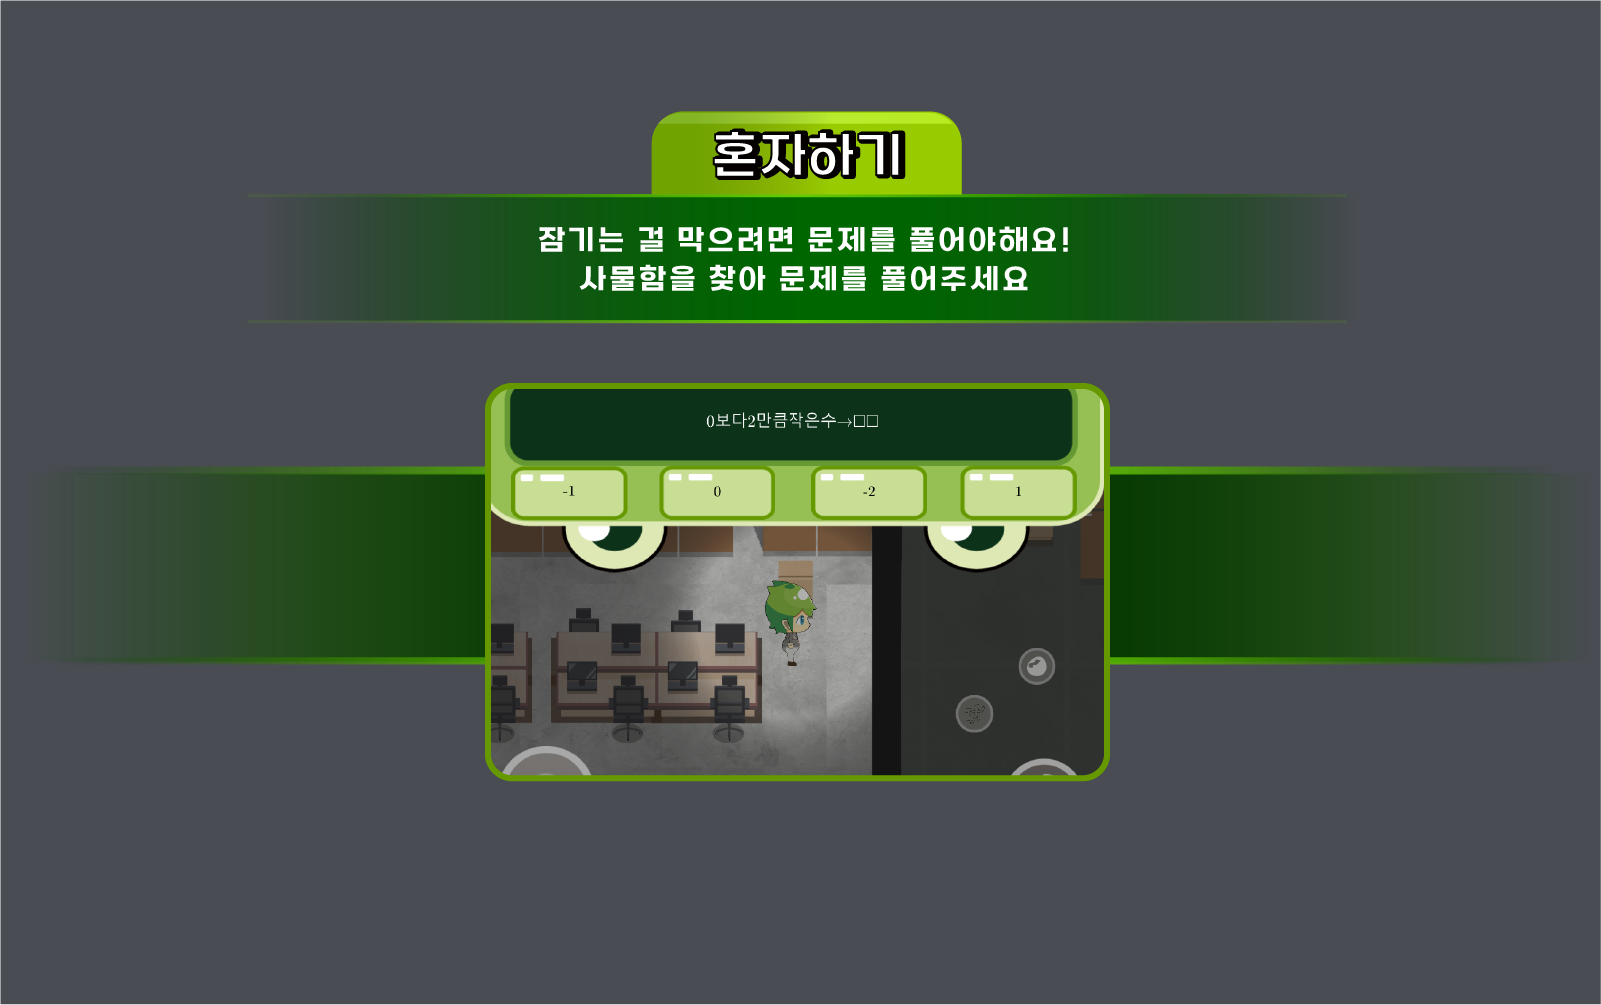 혼자하기
잠기는 걸 막으려면 문제를 풀어야해요!
사물함을 찾아 문제를 풀어주세요
0보다2만큼작은수→□□
-1
0
-2
1